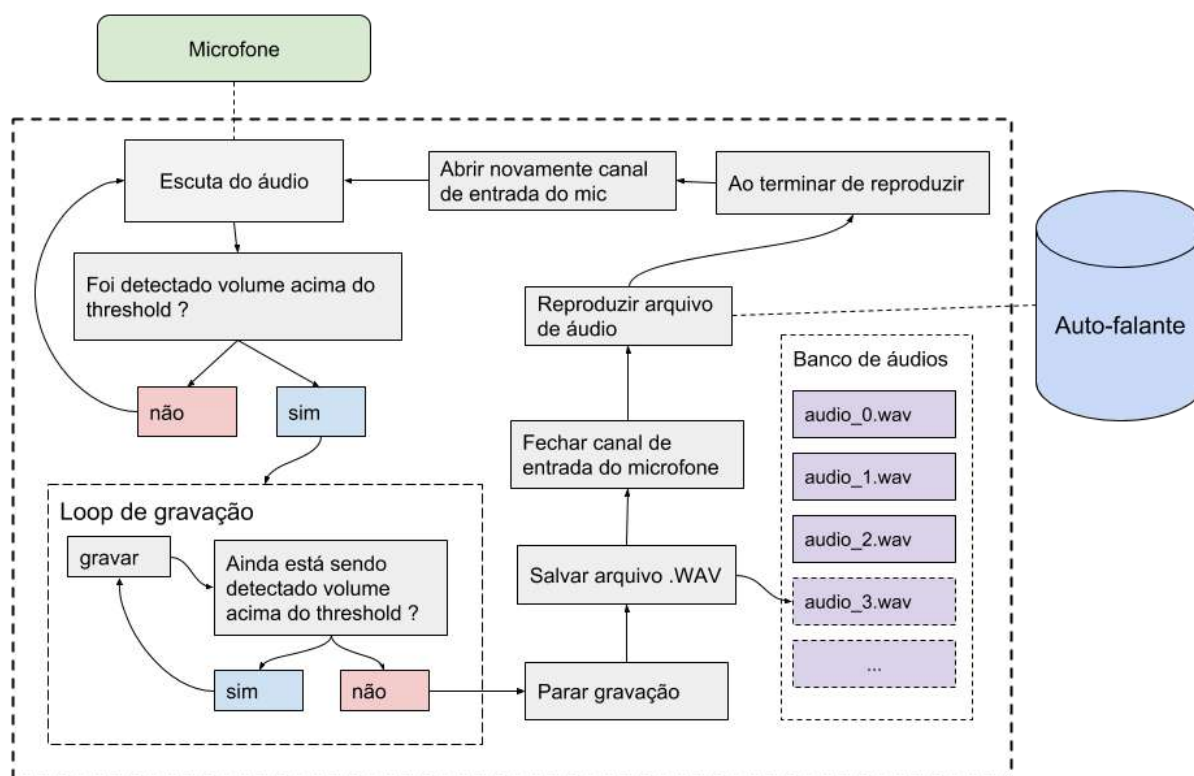 Microfone
Escuta do áudio
Abrir novamente canal
de entrada do mic
Ao terminar de reproduzir
Foi detectado volume acima do
threshold ?
não
sim
Reproduzir arquivo
de áudio
Auto-falante
Banco de áudios
audio_0.wav
audio_1.wav
audio_2.wav
audio_3.wav
...
Fechar canal de
entrada do microfone
Loop de gravação
gravar
Ainda está sendo
detectado volume
acima do threshold ?
sim
não
Salvar arquivo .WAV
Parar gravação